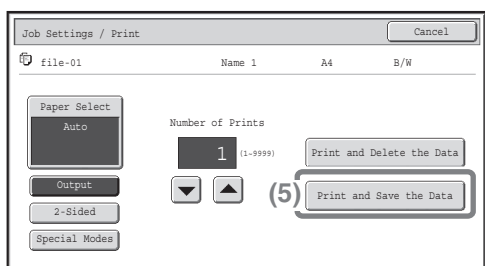 Job Settings / Print
Cancel
file-01 Name 1 A4 B/W
Paper Select
Auto
Number of Prints
1 (1-9999)
Print and Delete the Data
Output
(5) Print and Save the Data
2-Sided
Special Modes